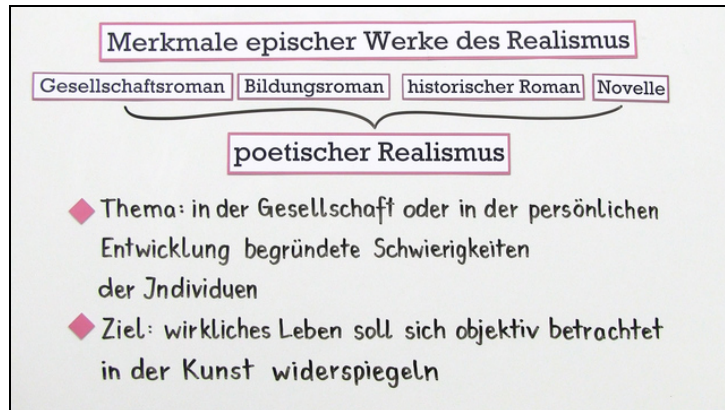 Merkmale epischer Werke des Realismus
Gesellschaftsroman Bildungsroman historischer Roman Novelle
poetischer Realismus
Thema: in der Gesellschaft oder in der persönlichen
Entwicklung begründete Schwierigkeiten
der Individuen
Ziel: wirkliches Leben soll sich objektiv betrachtet
in der Kunst widerspiegeln